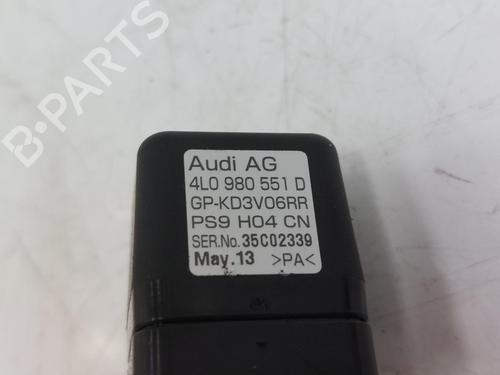 B-PARTS
Audi AG
4L0 980 551 D
GP-KD3V06RR
PS9 H04 CN
SER.No.35C02339
May.13 >PA<